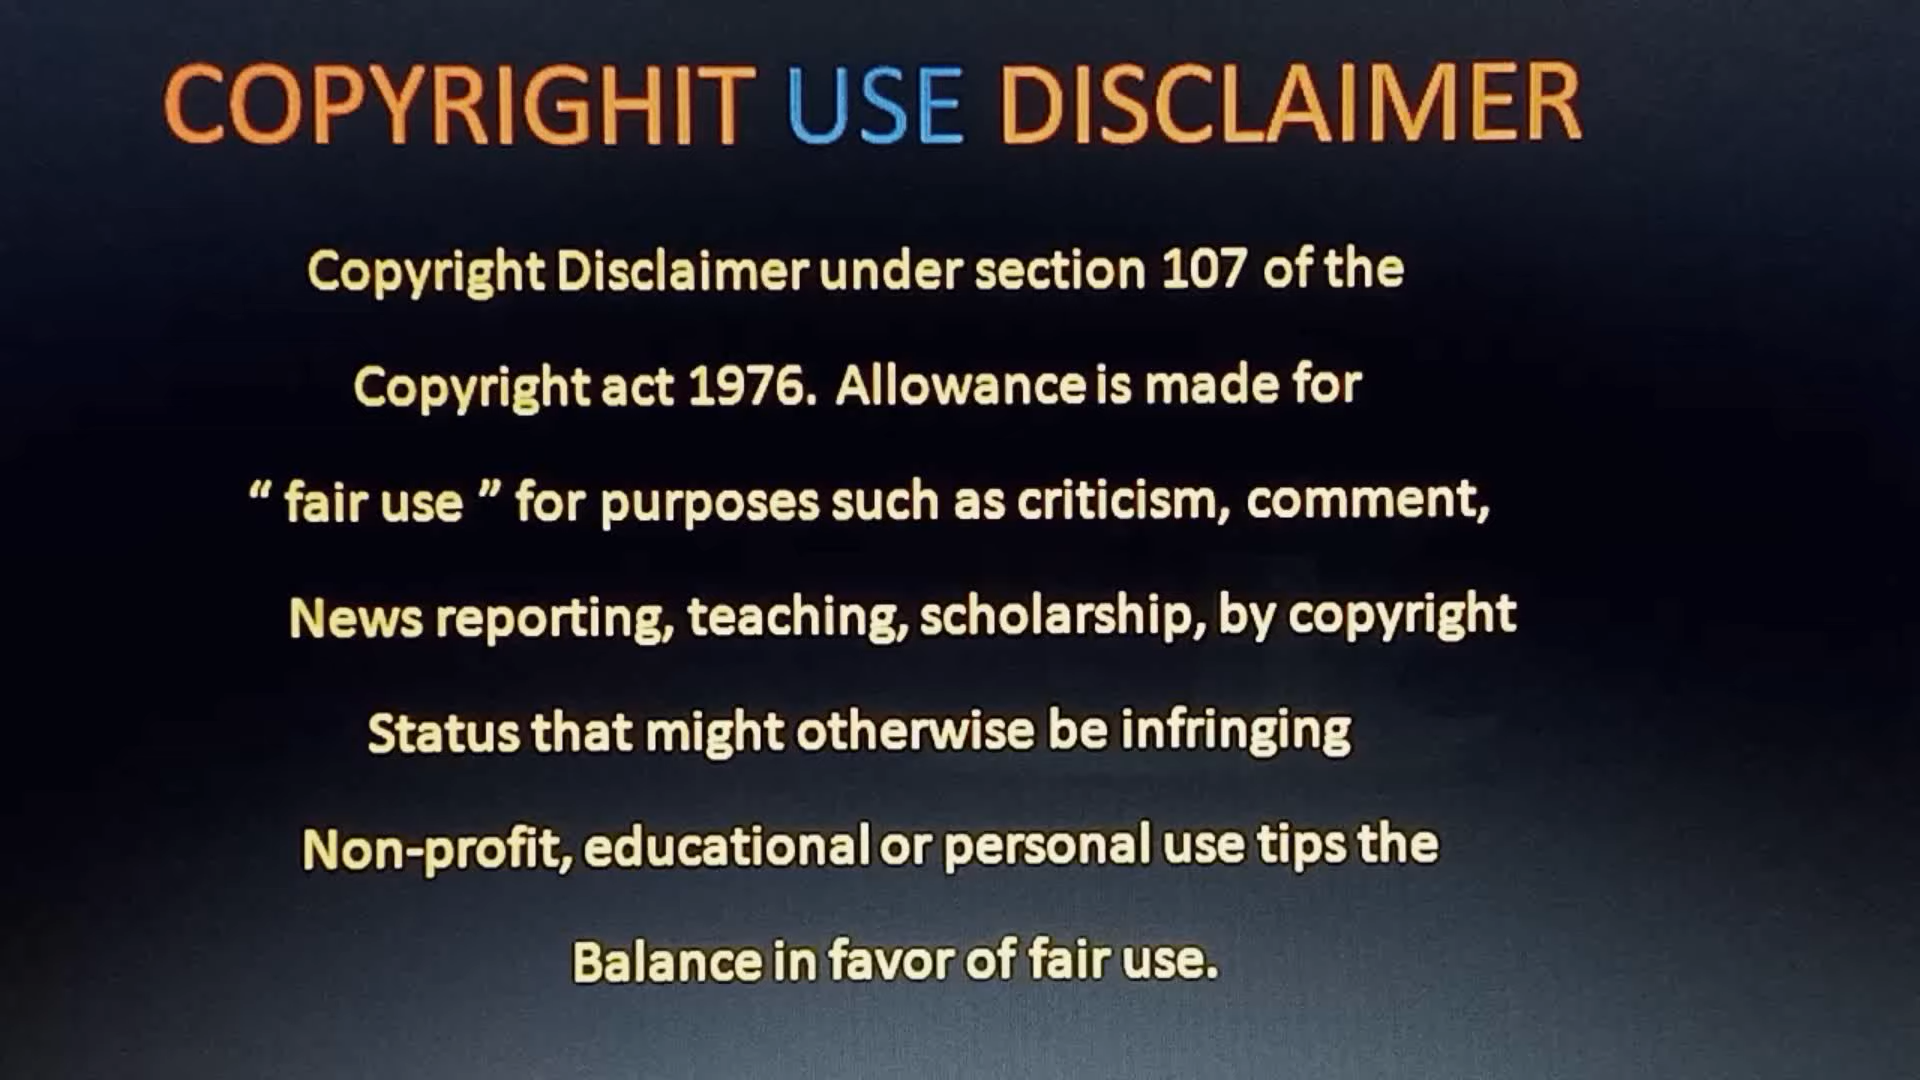 COPYRIGHIT USE DISCLAIMER
Copyright Disclaimer under section 107 of the
Copyright act 1976. Allowance is made for
“ fair use ” for purposes such as criticism, comment,
News reporting, teaching, scholarship, by copyright
Status that might otherwise be infringing
Non-profit, educational or personal use tips the
Balance in favor of fair use.